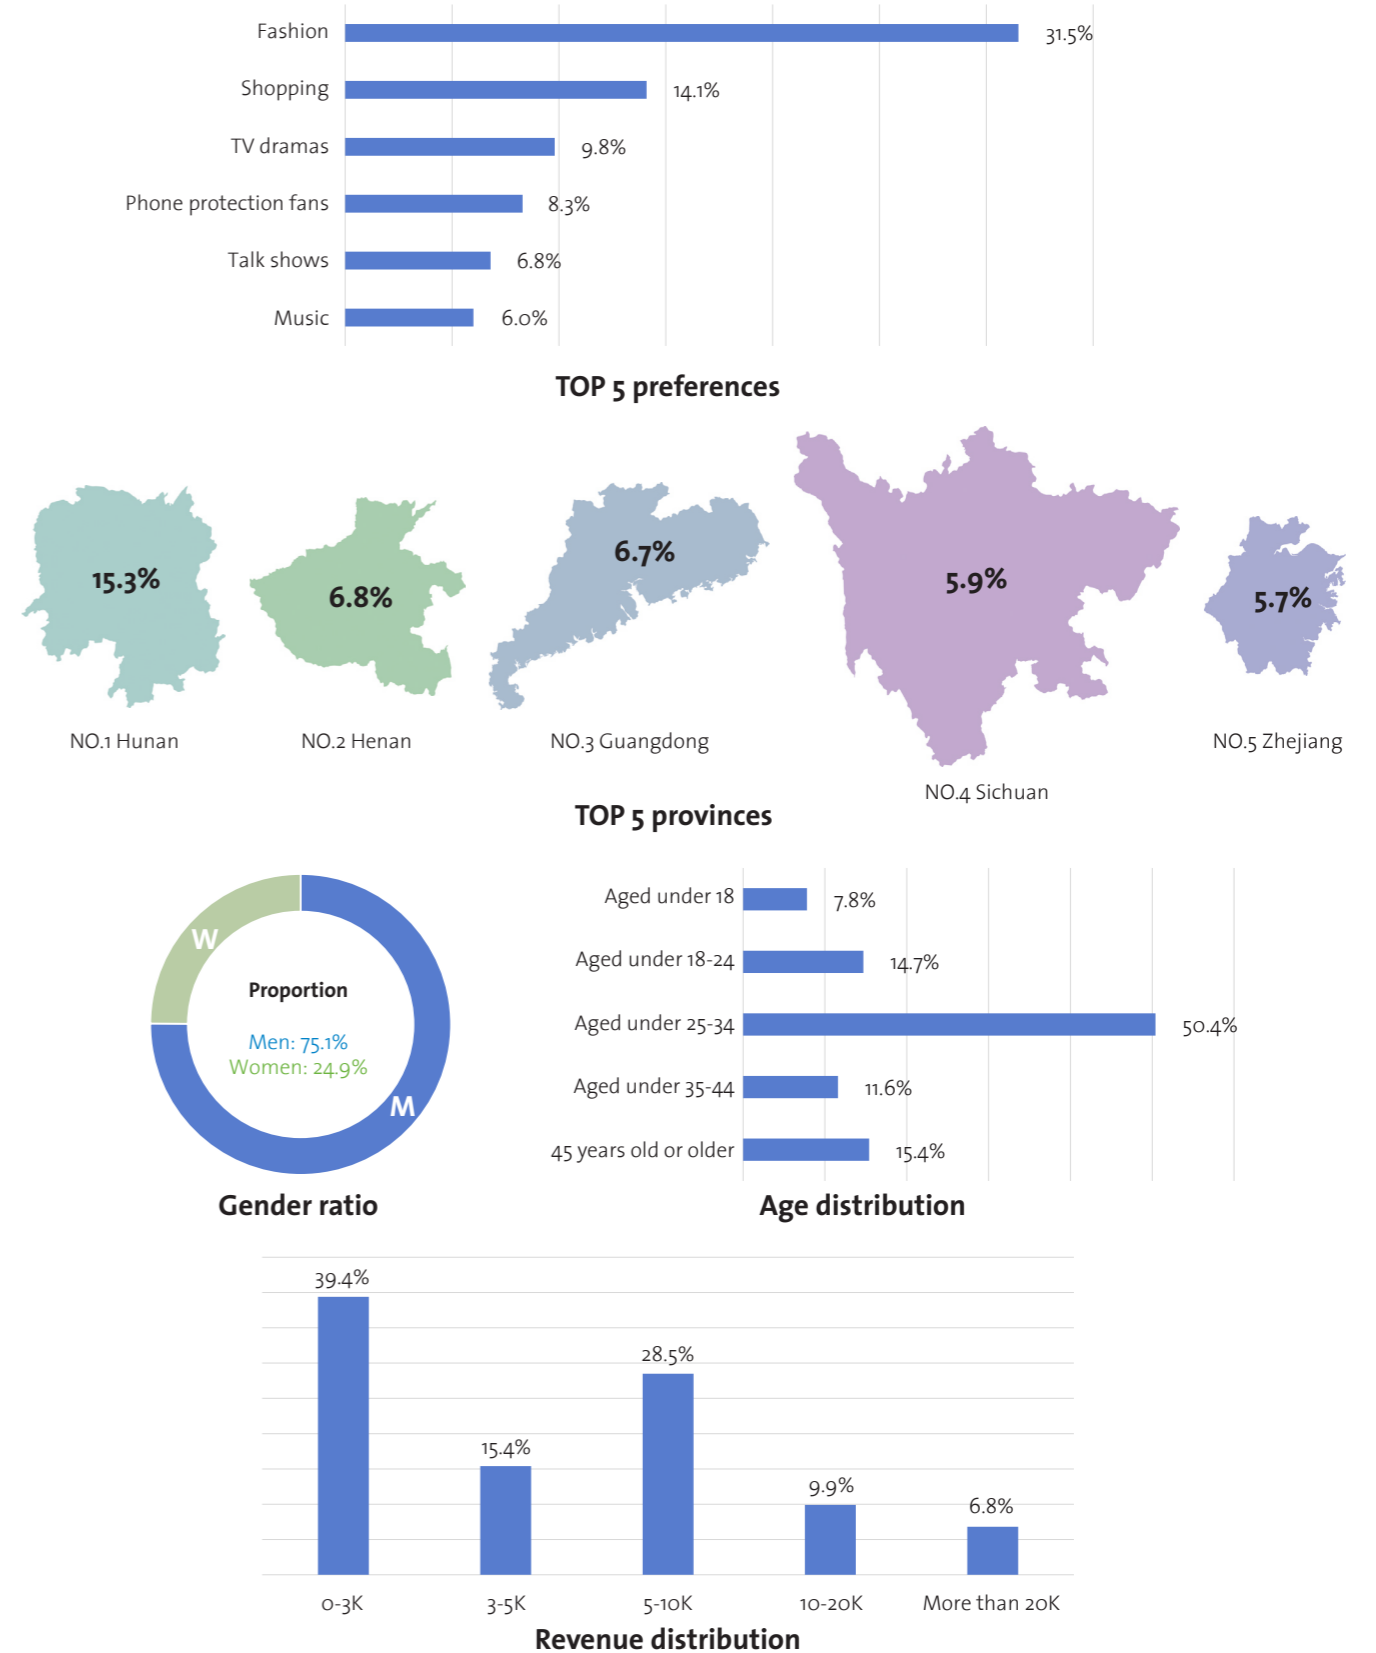 Fashion 31.5%
Shopping 14.1%
TV dramas 9.8%
Phone protection fans 8.3%
Talk shows 6.8%
Music 6.0%
TOP 5 preferences
15.3%
6.8%
6.7%
5.9%
5.7%
NO.1 Hunan
NO.2 Henan
NO.3 Guangdong
NO.4 Sichuan
NO.5 Zhejiang
TOP 5 provinces
W
Proportion
Men: 75.1%
Women: 24.9%
M
Gender ratio
Aged under 18 7.8%
Aged under 18-24 14.7%
Aged under 25-34 50.4%
Aged under 35-44 11.6%
45 years old or older 15.4%
Age distribution
39.4%
15.4%
28.5%
9.9%
6.8%
0-3K
3-5K
5-10K
10-20K
More than 20K
Revenue distribution